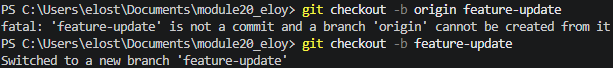 PS C:\Users\elost\Documents\module20_eloy> git checkout -b origin feature-update
fatal: 'feature-update' is not a commit and a branch 'origin' cannot be created from it
PS C:\Users\elost\Documents\module20_eloy> git checkout -b feature-update
Switched to a new branch 'feature-update'